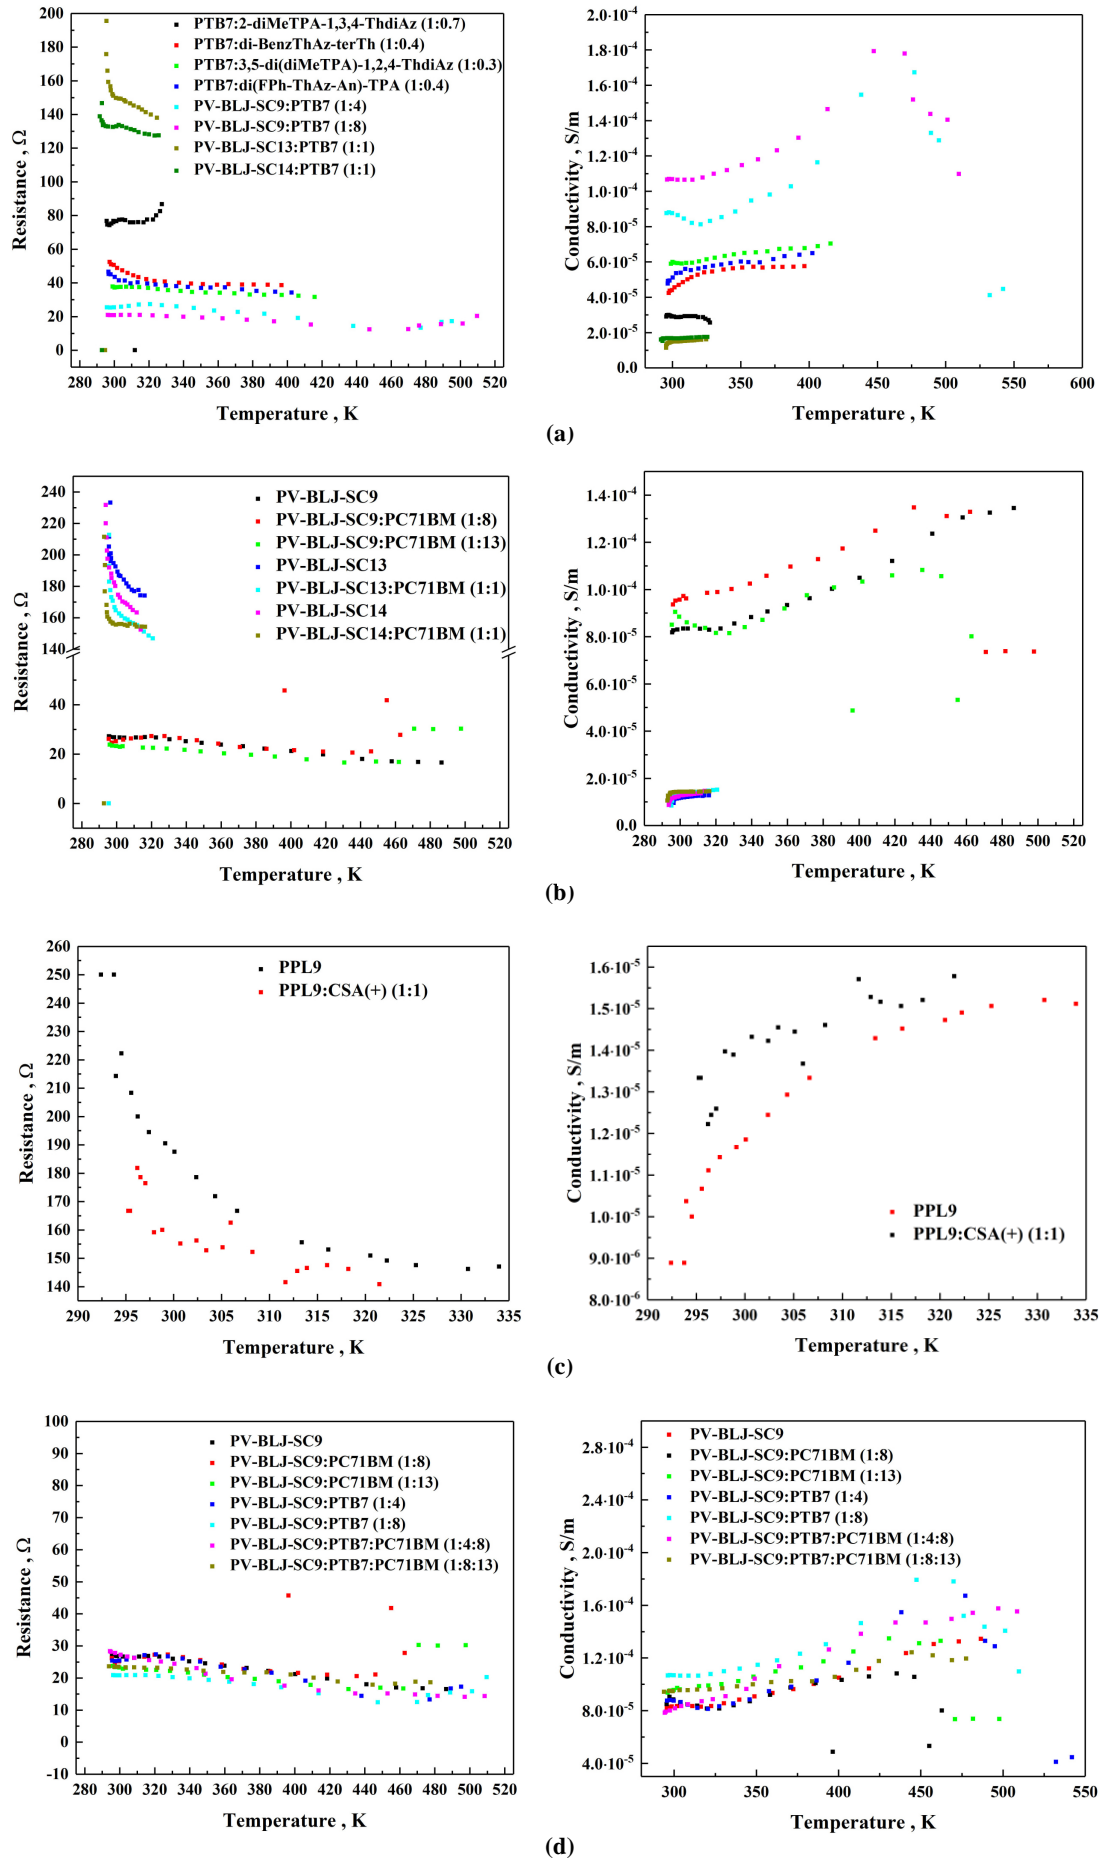 PTB7:2-diMeTPA-1,3,4-ThdiAz (1:0.7)
PTB7:di-BenzThAz-terTh (1:0.4)
PTB7:3,5-di(diMeTPA)-1,2,4-ThdiAz (1:0.3)
PTB7:di(FPh-ThAz-An)-TPA (1:0.4)
PV-BLJ-SC9:PTB7 (1:4)
PV-BLJ-SC9:PTB7 (1:8)
PV-BLJ-SC13:PTB7 (1:1)
PV-BLJ-SC14:PTB7 (1:1)
Resistance , Ω
200
180
160
140
120
100
80
60
40
20
0
280 300 320 340 360 380 400 420 440 460 480 500 520
Temperature , K
Conductivity , S/m
2.0·10⁻⁴
1.8·10⁻⁴
1.6·10⁻⁴
1.4·10⁻⁴
1.2·10⁻⁴
1.0·10⁻⁴
8.0·10⁻⁵
6.0·10⁻⁵
4.0·10⁻⁵
2.0·10⁻⁵
0.0
300 350 400 450 500 550 600
Temperature , K
(a)
PV-BLJ-SC9
PV-BLJ-SC9:PC71BM (1:8)
PV-BLJ-SC9:PC71BM (1:13)
PV-BLJ-SC13
PV-BLJ-SC13:PC71BM (1:1)
PV-BLJ-SC14
PV-BLJ-SC14:PC71BM (1:1)
Resistance , Ω
240
220
200
180
160
140
40
20
0
280 300 320 340 360 380 400 420 440 460 480 500 520
Temperature , K
Conductivity , S/m
1.4·10⁻⁴
1.2·10⁻⁴
1.0·10⁻⁴
8.0·10⁻⁵
6.0·10⁻⁵
4.0·10⁻⁵
2.0·10⁻⁵
0.0
280 300 320 340 360 380 400 420 440 460 480 500 520
Temperature , K
(b)
PPL9
PPL9:CSA(+) (1:1)
Resistance , Ω
260
250
240
230
220
210
200
190
180
170
160
150
140
290 295 300 305 310 315 320 325 330 335
Temperature , K
Conductivity , S/m
1.6·10⁻⁵
1.5·10⁻⁵
1.4·10⁻⁵
1.3·10⁻⁵
1.2·10⁻⁵
1.1·10⁻⁵
1.0·10⁻⁵
9.0·10⁻⁶
8.0·10⁻⁶
PPL9
PPL9:CSA(+) (1:1)
290 295 300 305 310 315 320 325 330 335
Temperature , K
(c)
PV-BLJ-SC9
PV-BLJ-SC9:PC71BM (1:8)
PV-BLJ-SC9:PC71BM (1:13)
PV-BLJ-SC9:PTB7 (1:4)
PV-BLJ-SC9:PTB7 (1:8)
PV-BLJ-SC9:PTB7:PC71BM (1:4:8)
PV-BLJ-SC9:PTB7:PC71BM (1:8:13)
Resistance , Ω
100
90
80
70
60
50
40
30
20
10
0
-10
280 300 320 340 360 380 400 420 440 460 480 500 520
Temperature , K
PV-BLJ-SC9
PV-BLJ-SC9:PC71BM (1:8)
PV-BLJ-SC9:PC71BM (1:13)
PV-BLJ-SC9:PTB7 (1:4)
PV-BLJ-SC9:PTB7 (1:8)
PV-BLJ-SC9:PTB7:PC71BM (1:4:8)
PV-BLJ-SC9:PTB7:PC71BM (1:8:13)
Conductivity , S/m
2.8·10⁻⁴
2.4·10⁻⁴
2.0·10⁻⁴
1.6·10⁻⁴
1.2·10⁻⁴
8.0·10⁻⁵
4.0·10⁻⁵
300 350 400 450 500 550
Temperature , K
(d)